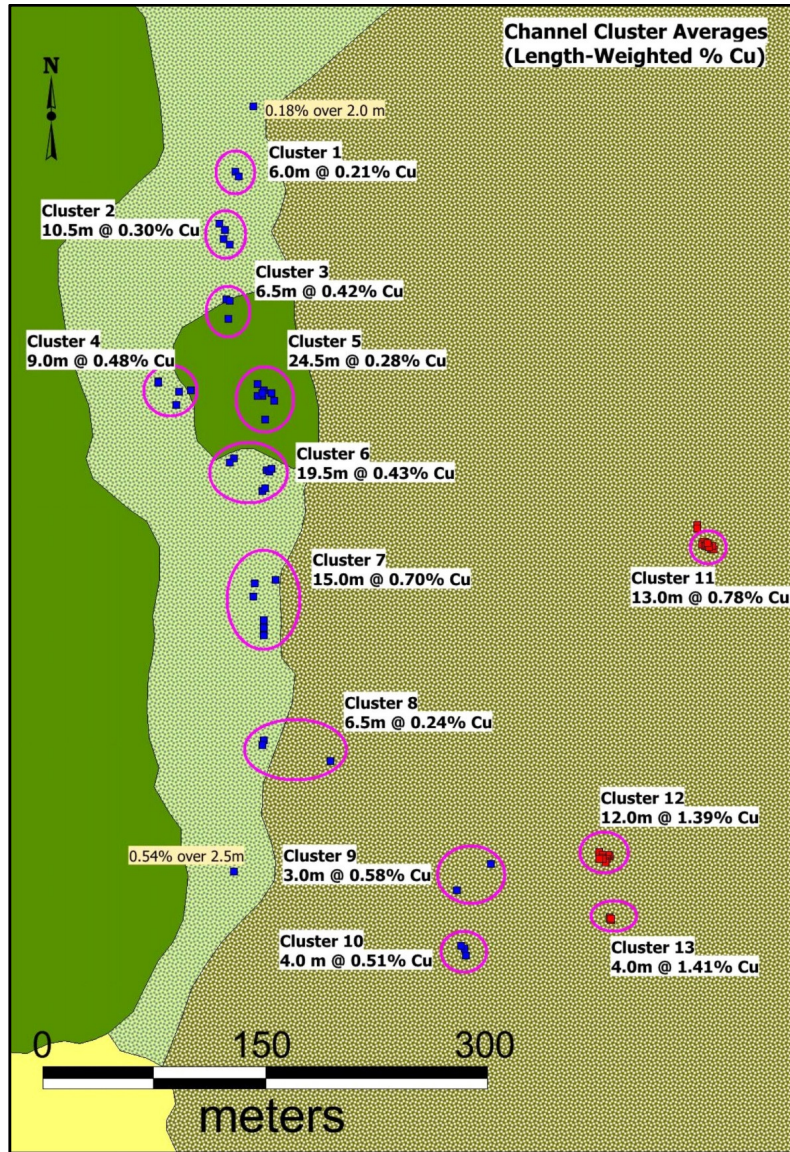 Channel Cluster Averages
(Length-Weighted % Cu)
N
0.18% over 2.0 m
Cluster 1
6.0m @ 0.21% Cu
Cluster 2
10.5m @ 0.30% Cu
Cluster 3
6.5m @ 0.42% Cu
Cluster 4
9.0m @ 0.48% Cu
Cluster 5
24.5m @ 0.28% Cu
Cluster 6
19.5m @ 0.43% Cu
Cluster 7
15.0m @ 0.70% Cu
Cluster 11
13.0m @ 0.78% Cu
Cluster 8
6.5m @ 0.24% Cu
Cluster 12
12.0m @ 1.39% Cu
0.54% over 2.5m
Cluster 9
3.0m @ 0.58% Cu
Cluster 10
4.0 m @ 0.51% Cu
Cluster 13
4.0m @ 1.41% Cu
0 150 300
meters